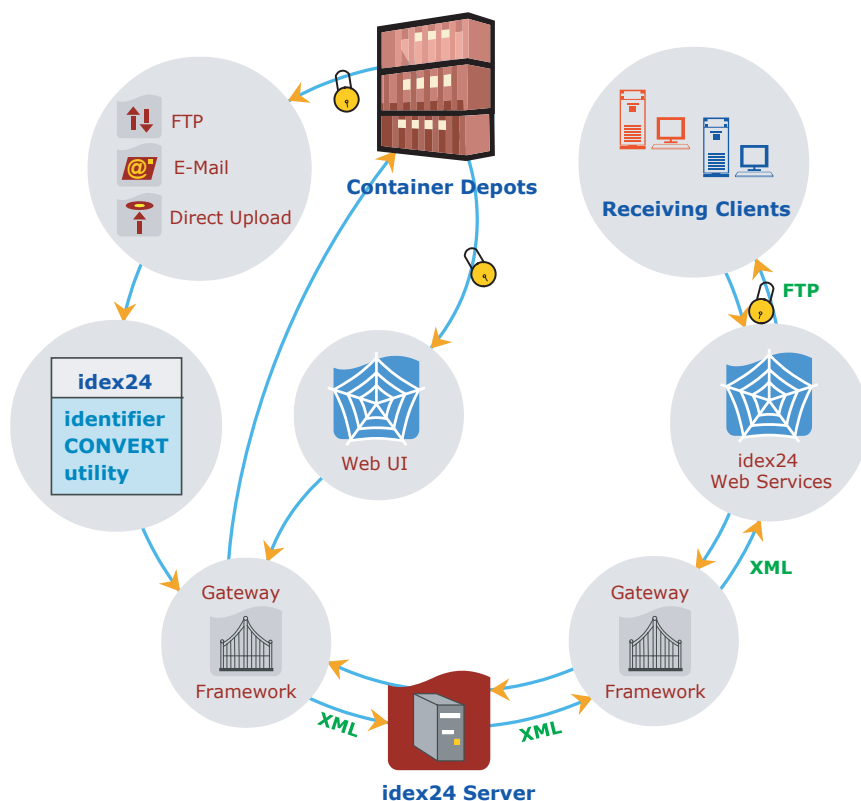 Container Depots
FTP
E-Mail
Direct Upload
Receiving Clients
FTP
idex24
identifier
CONVERT
utility
Web UI
idex24
Web Services
XML
Gateway
Framework
Gateway
Framework
XML
XML
idex24 Server